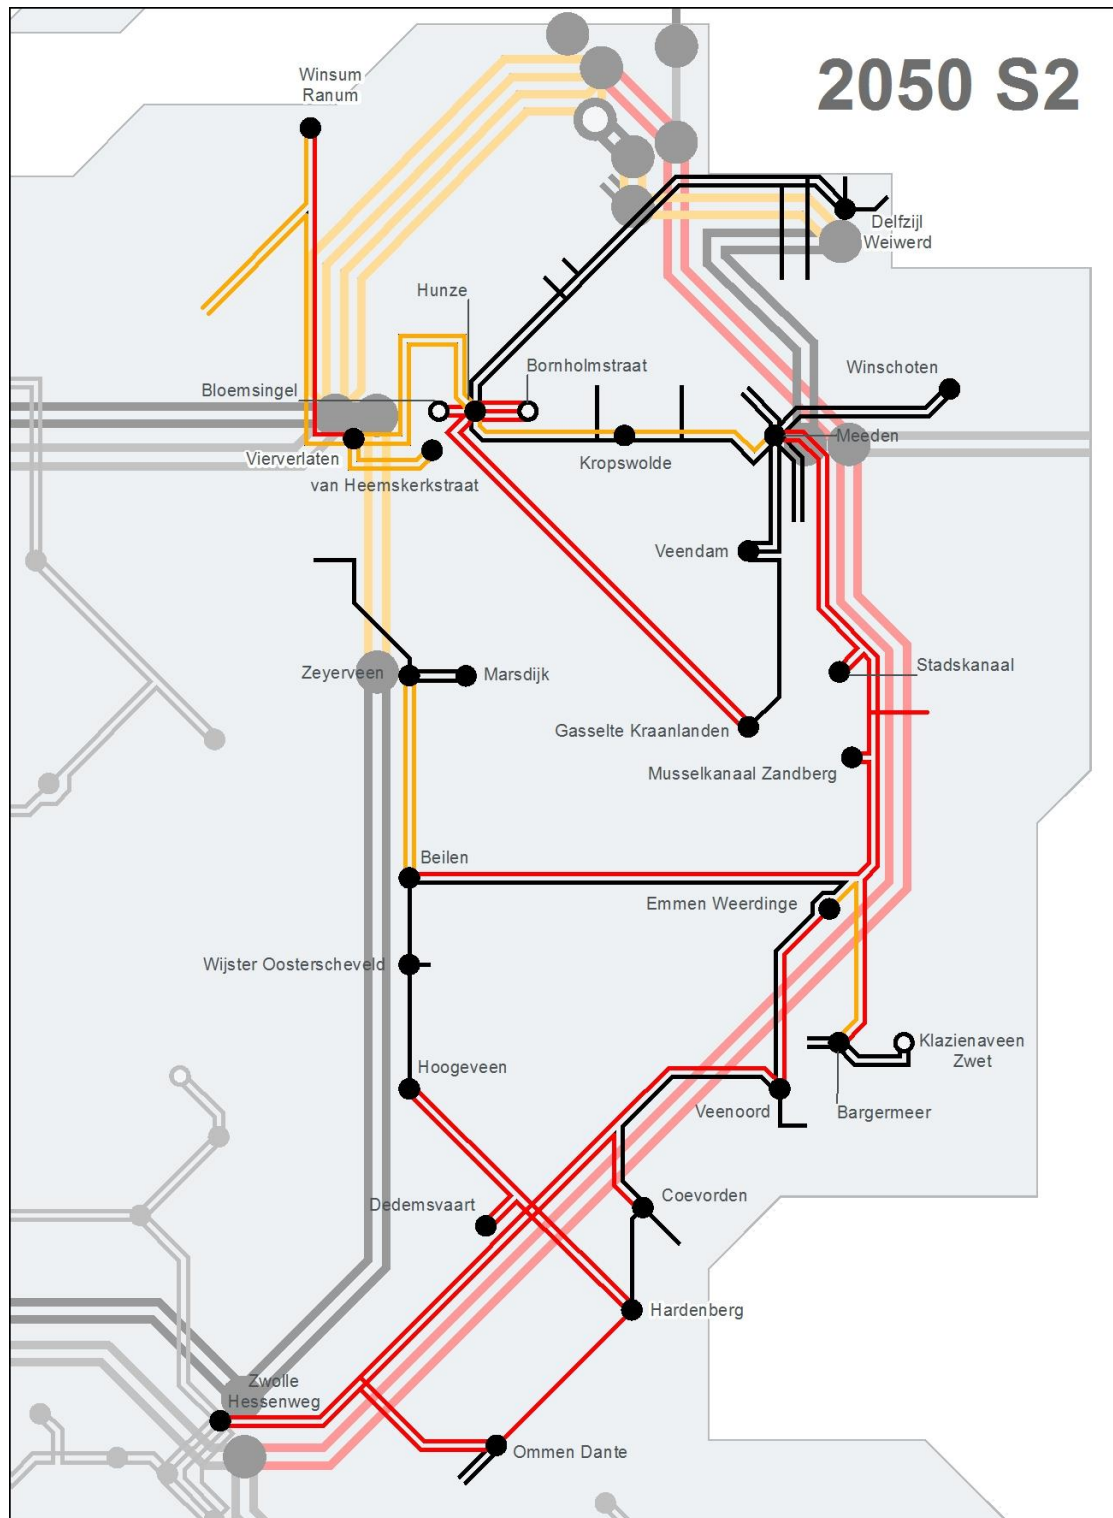 2050 S2
Winsum
Ranum
Delfzijl
Weiwerd
Hunze
Bornholmstraat
Winschoten
Bloemsingel
Meeden
Vierverlaten
Kropswolde
van Heemskerkstraat
Veendam
Zeyerveen
Marsdijk
Stadskanaal
Gasselte Kraanlanden
Musselkanaal Zandberg
Beilen
Emmen Weerdinge
Wijster Oosterscheveld
Klazienaveen
Zwet
Hoogeveen
Veenoord
Bargermeer
Coevorden
Dedemsvaart
Hardenberg
Zwolle
Hessenweg
Ommen Dante